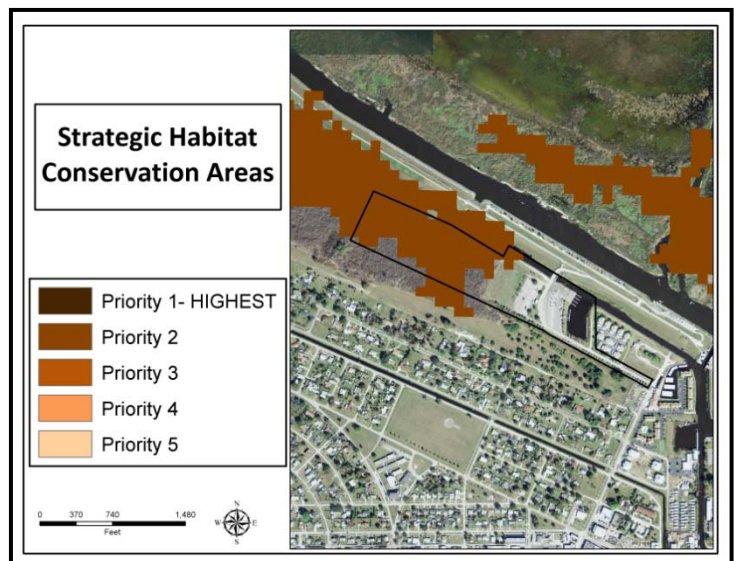 Strategic Habitat
Conservation Areas
Priority 1- HIGHEST
Priority 2
Priority 3
Priority 4
Priority 5
0 370 740 1,480
Feet
N
W E
S